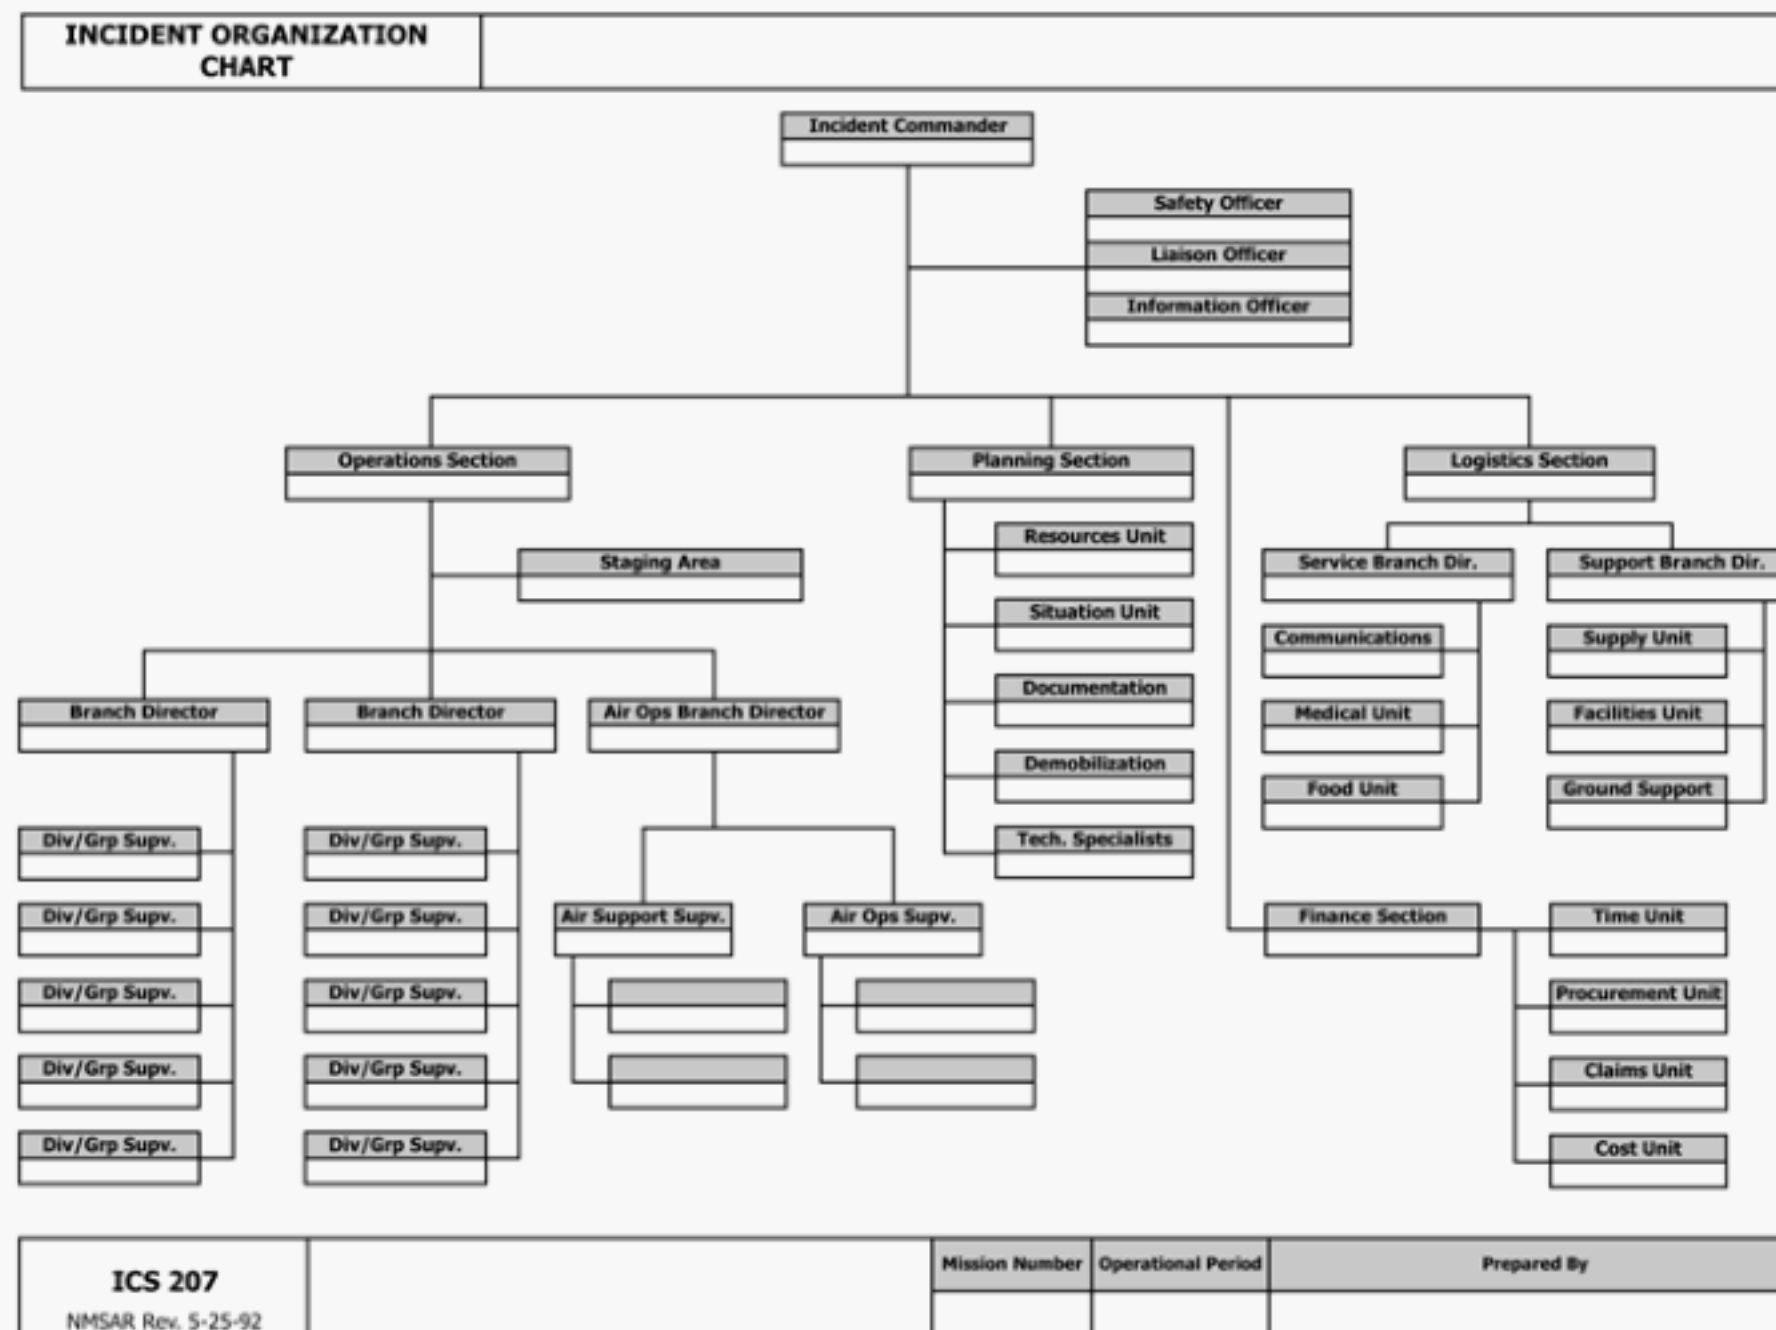 INCIDENT ORGANIZATION
CHART
Incident Commander
Safety Officer
Liaison Officer
Information Officer
Operations Section
Planning Section
Logistics Section
Staging Area
Resources Unit
Situation Unit
Documentation
Demobilization
Tech. Specialists
Service Branch Dir.
Support Branch Dir.
Communications
Supply Unit
Medical Unit
Facilities Unit
Food Unit
Ground Support
Branch Director
Branch Director
Air Ops Branch Director
Div/Grp Supv.
Div/Grp Supv.
Div/Grp Supv.
Div/Grp Supv.
Div/Grp Supv.
Div/Grp Supv.
Div/Grp Supv.
Div/Grp Supv.
Div/Grp Supv.
Div/Grp Supv.
Air Support Supv.
Air Ops Supv.
Finance Section
Time Unit
Procurement Unit
Claims Unit
Cost Unit
ICS 207
NMSAR Rev. 5-25-92
Mission Number
Operational Period
Prepared By